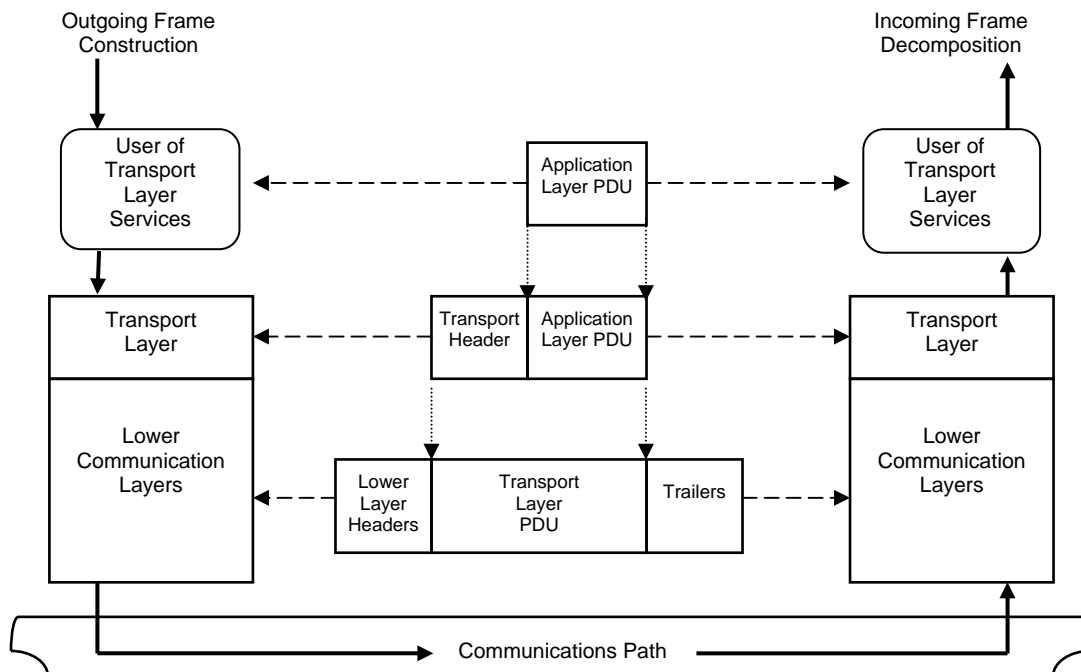 Outgoing Frame
Construction
Incoming Frame
Decomposition
User of
Transport
Layer
Services
Application
Layer PDU
User of
Transport
Layer
Services
Transport
Layer
Transport
Header
Application
Layer PDU
Transport
Layer
Lower
Communication
Layers
Lower
Layer
Headers
Transport
Layer
PDU
Trailers
Lower
Communication
Layers
Communications Path